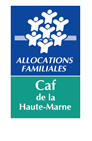 ALLOCATIONS
FAMILIALES
Caf
de la
Haute-Marne